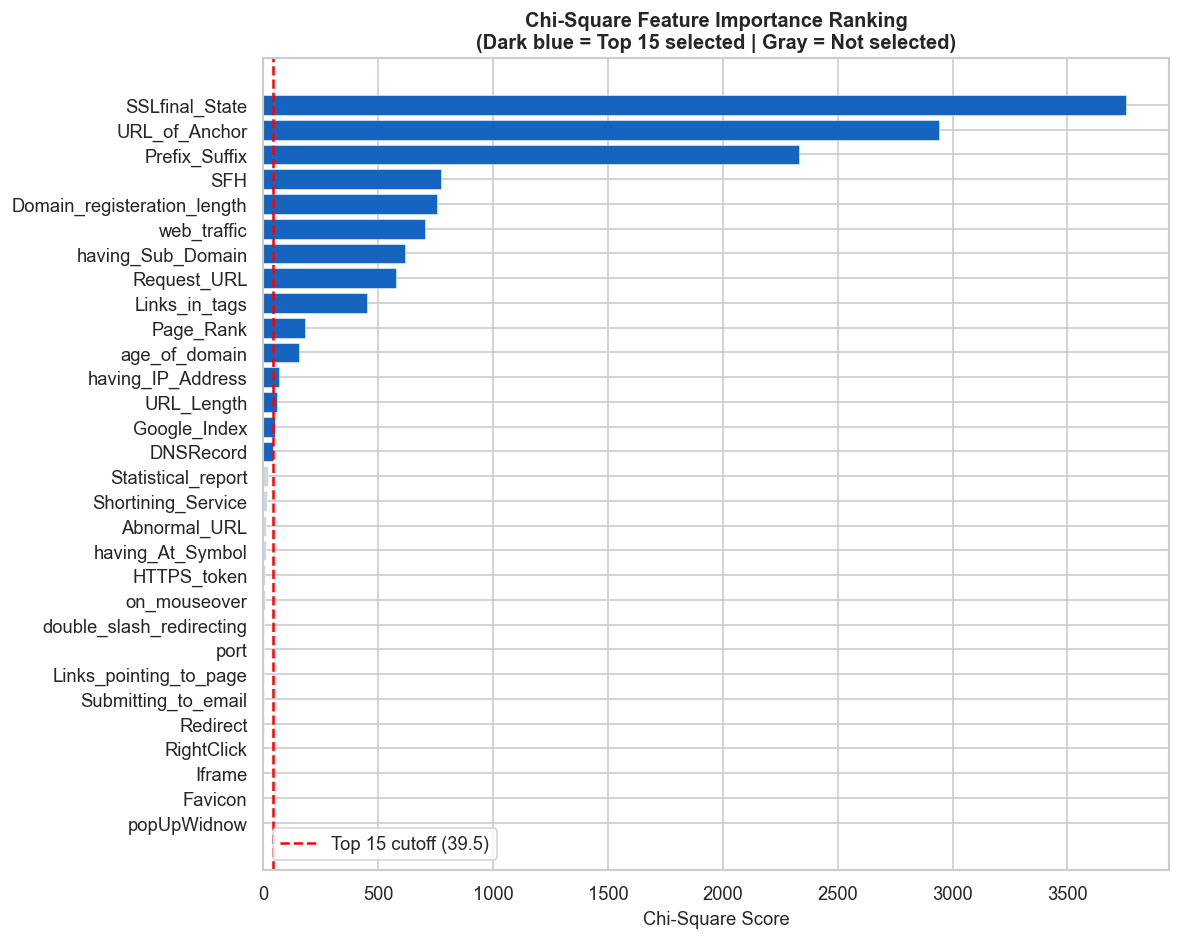 Chi-Square Feature Importance Ranking
(Dark blue = Top 15 selected | Gray = Not selected)
SSLfinal_State
URL_of_Anchor
Prefix_Suffix
SFH
Domain_registeration_length
web_traffic
having_Sub_Domain
Request_URL
Links_in_tags
Page_Rank
age_of_domain
having_IP_Address
URL_Length
Google_Index
DNSRecord
Statistical_report
Shortining_Service
Abnormal_URL
having_At_Symbol
HTTPS_token
on_mouseover
double_slash_redirecting
port
Links_pointing_to_page
Submitting_to_email
Redirect
RightClick
Iframe
Favicon
popUpWidnow
Top 15 cutoff (39.5)
0 500 1000 1500 2000 2500 3000 3500
Chi-Square Score